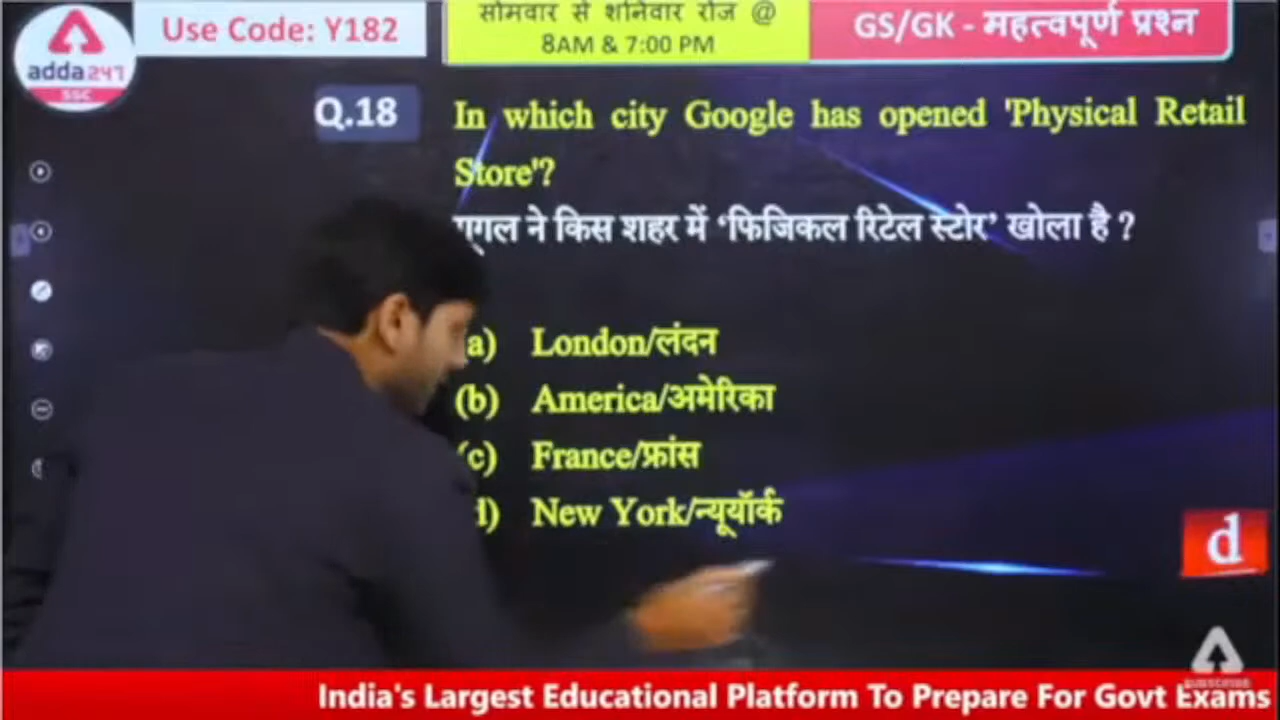 adda247
SSC
Use Code: Y182
सोमवार से शनिवार रोज @
8AM & 7:00 PM
GS/GK - महत्वपूर्ण प्रश्न
Q.18
In which city Google has opened 'Physical Retail
Store'?
गूगल ने किस शहर में ‘फिजिकल रिटेल स्टोर’ खोला है ?
a) London/लंदन
(b) America/अमेरिका
(c) France/फ्रांस
d) New York/न्यूयॉर्क
d
SUBSCRIBE
India's Largest Educational Platform To Prepare For Govt Exams